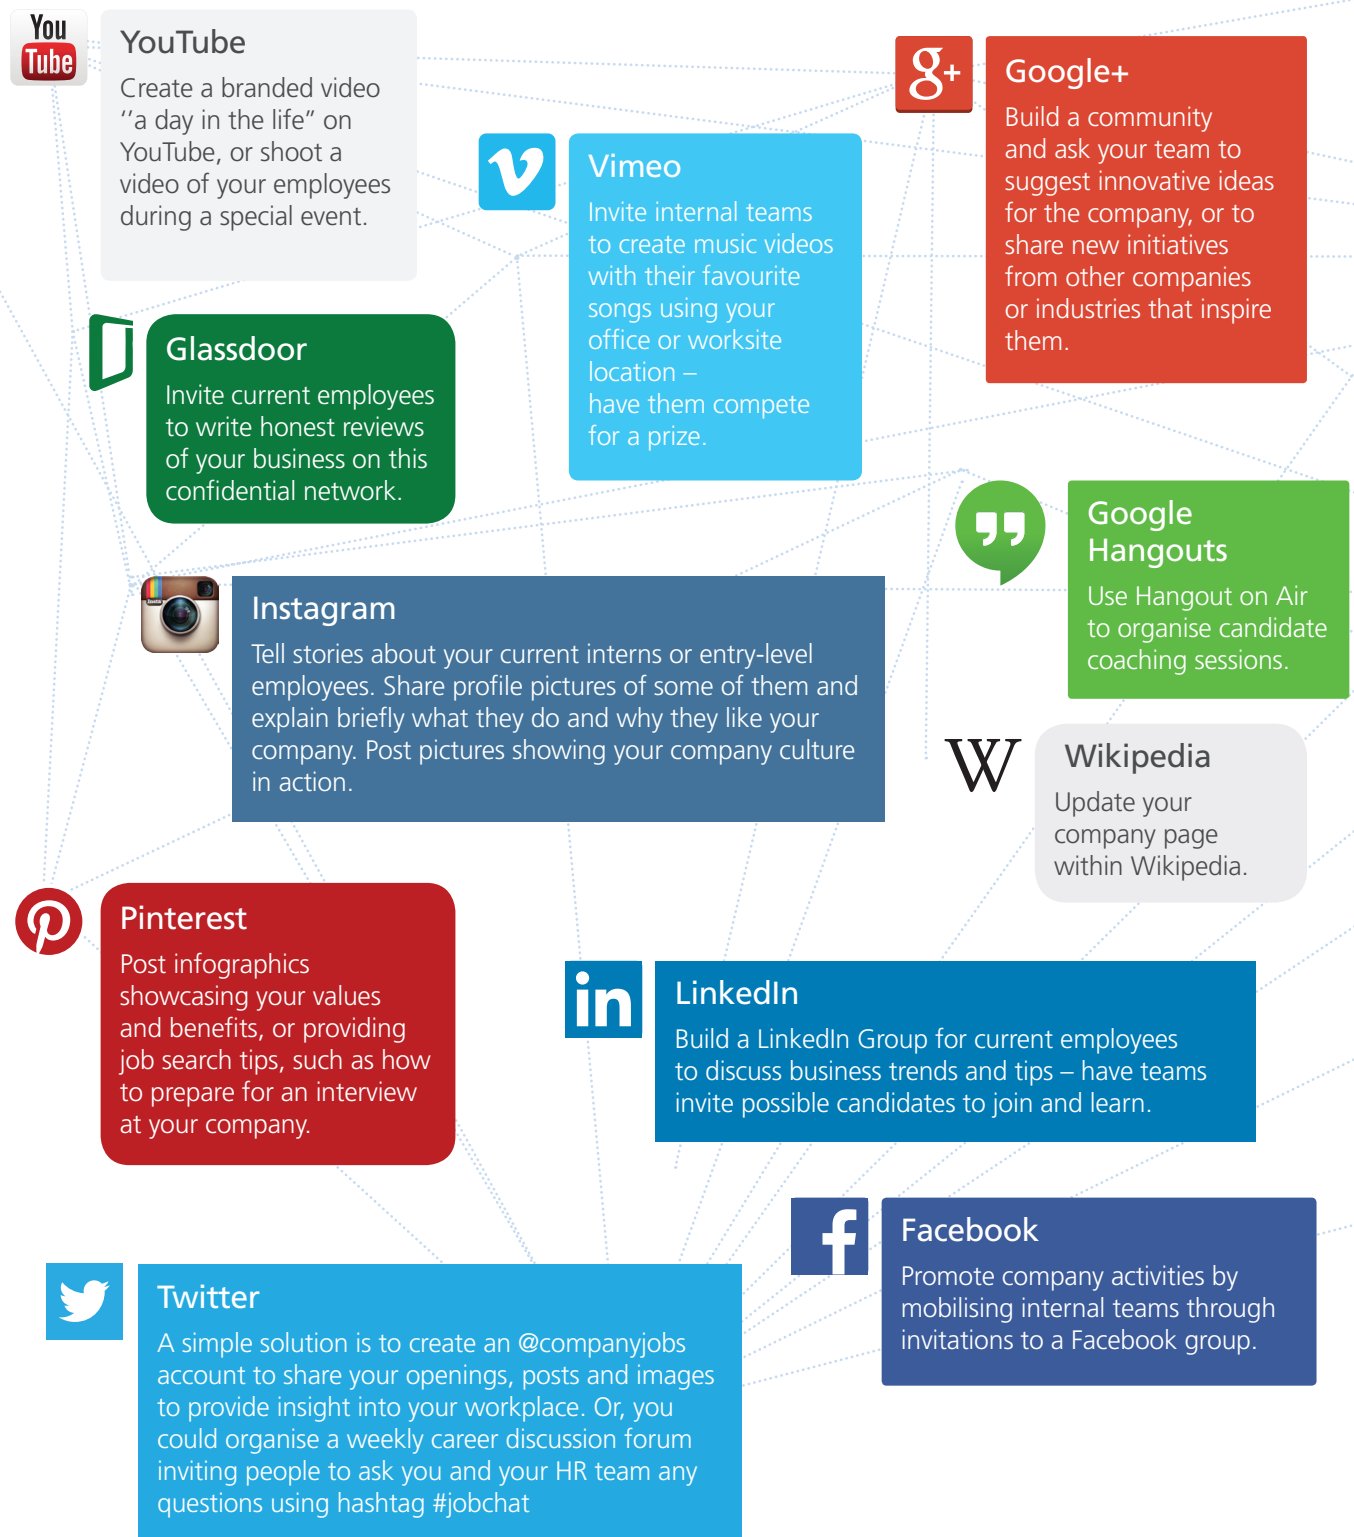 You
Tube
YouTube
Create a branded video
''a day in the life” on
YouTube, or shoot a
video of your employees
during a special event.
g+
Google+
Build a community
and ask your team to
suggest innovative ideas
for the company, or to
share new initiatives
from other companies
or industries that inspire
them.
Vimeo
Invite internal teams
to create music videos
with their favourite
songs using your
office or worksite
location –
have them compete
for a prize.
Glassdoor
Invite current employees
to write honest reviews
of your business on this
confidential network.
Google
Hangouts
Use Hangout on Air
to organise candidate
coaching sessions.
Instagram
Tell stories about your current interns or entry-level
employees. Share profile pictures of some of them and
explain briefly what they do and why they like your
company. Post pictures showing your company culture
in action.
W
Wikipedia
Update your
company page
within Wikipedia.
Pinterest
Post infographics
showcasing your values
and benefits, or providing
job search tips, such as how
to prepare for an interview
at your company.
in
LinkedIn
Build a LinkedIn Group for current employees
to discuss business trends and tips – have teams
invite possible candidates to join and learn.
f
Facebook
Promote company activities by
mobilising internal teams through
invitations to a Facebook group.
Twitter
A simple solution is to create an @companyjobs
account to share your openings, posts and images
to provide insight into your workplace. Or, you
could organise a weekly career discussion forum
inviting people to ask you and your HR team any
questions using hashtag #jobchat